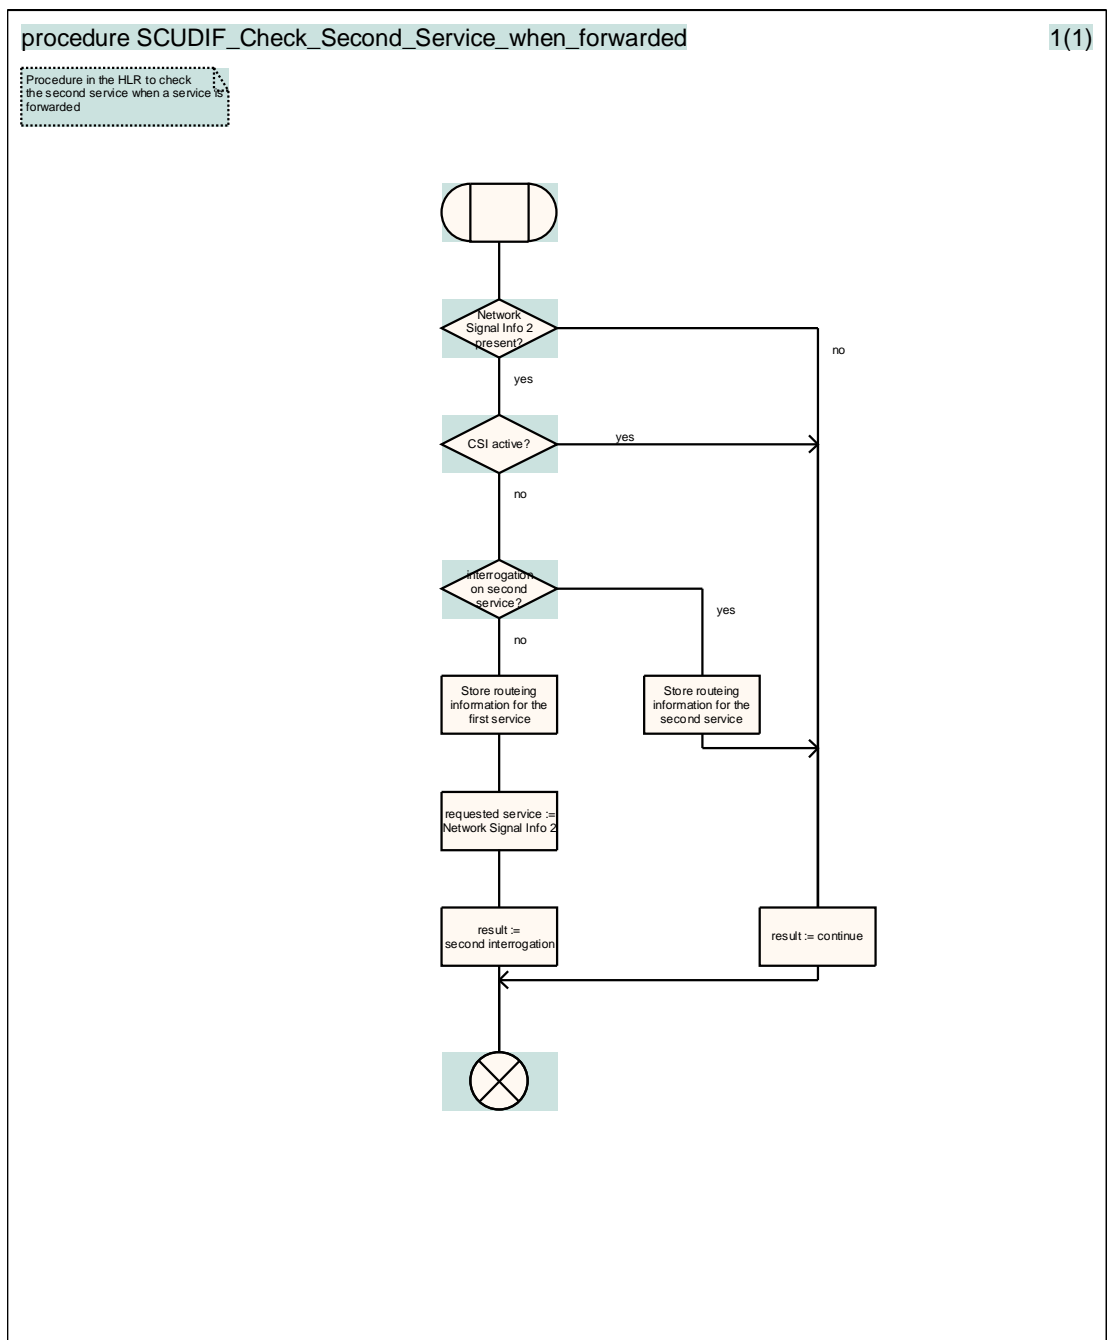 procedure SCUDIF_Check_Second_Service_when_forwarded
1(1)
Procedure in the HLR to check
the second service when a service is
forwarded
Network
Signal Info 2
present?
no
yes
CSI active?
yes
no
interrogation
on second
service?
yes
no
Store routeing
information for the
first service
Store routeing
information for the
second service
requested service :=
Network Signal Info 2
result :=
second interrogation
result := continue